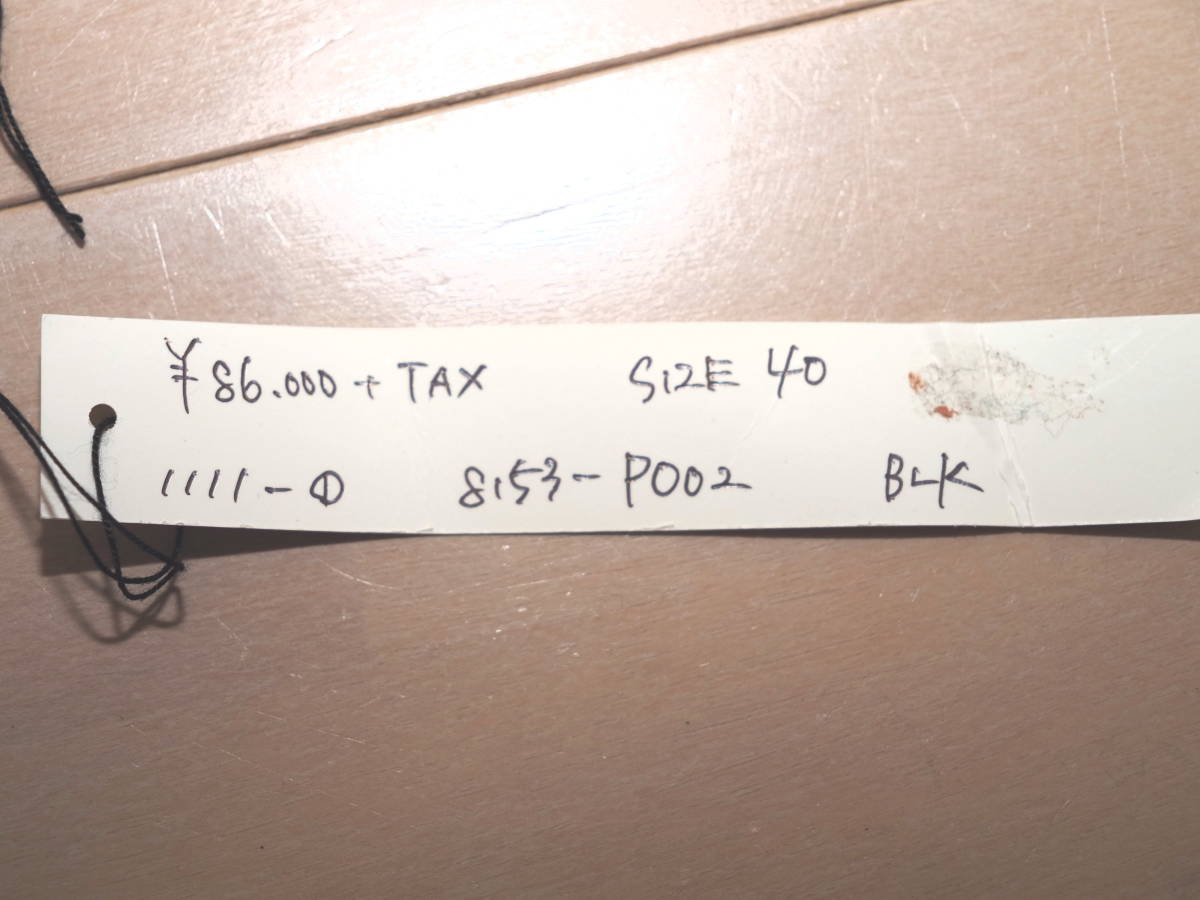 ¥86.000 + TAX SIZE 40
1111-① 8153-P002 BLK